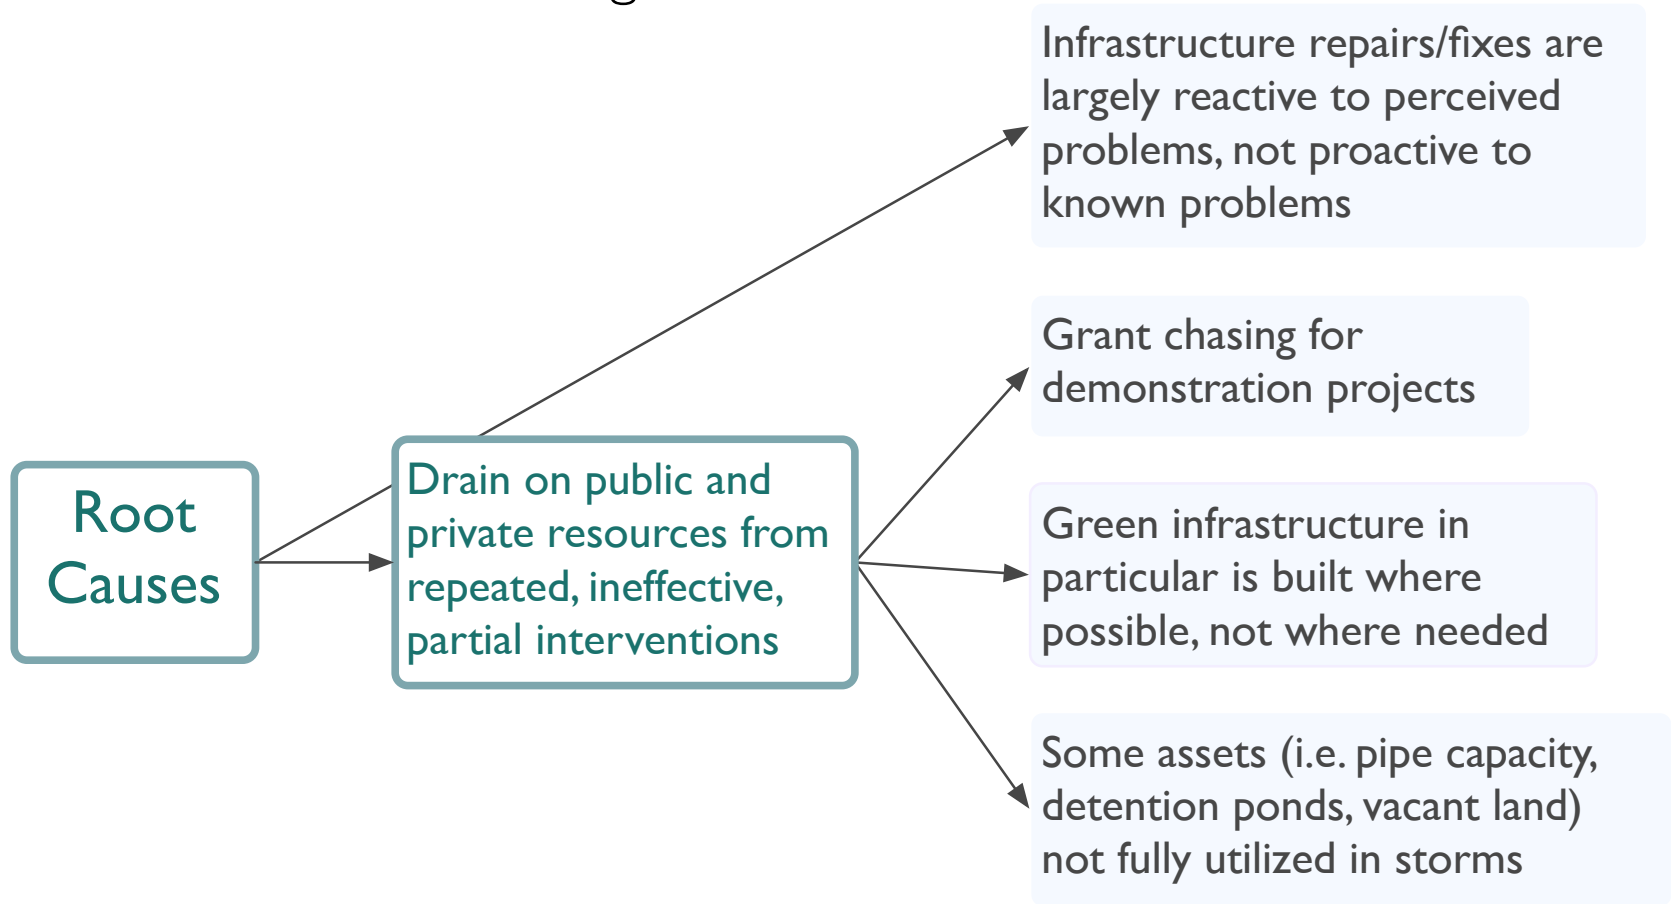 Infrastructure repairs/fixes are
largely reactive to perceived
problems, not proactive to
known problems
Grant chasing for
demonstration projects
Root
Causes
Drain on public and
private resources from
repeated, ineffective,
partial interventions
Green infrastructure in
particular is built where
possible, not where needed
Some assets (i.e. pipe capacity,
detention ponds, vacant land)
not fully utilized in storms